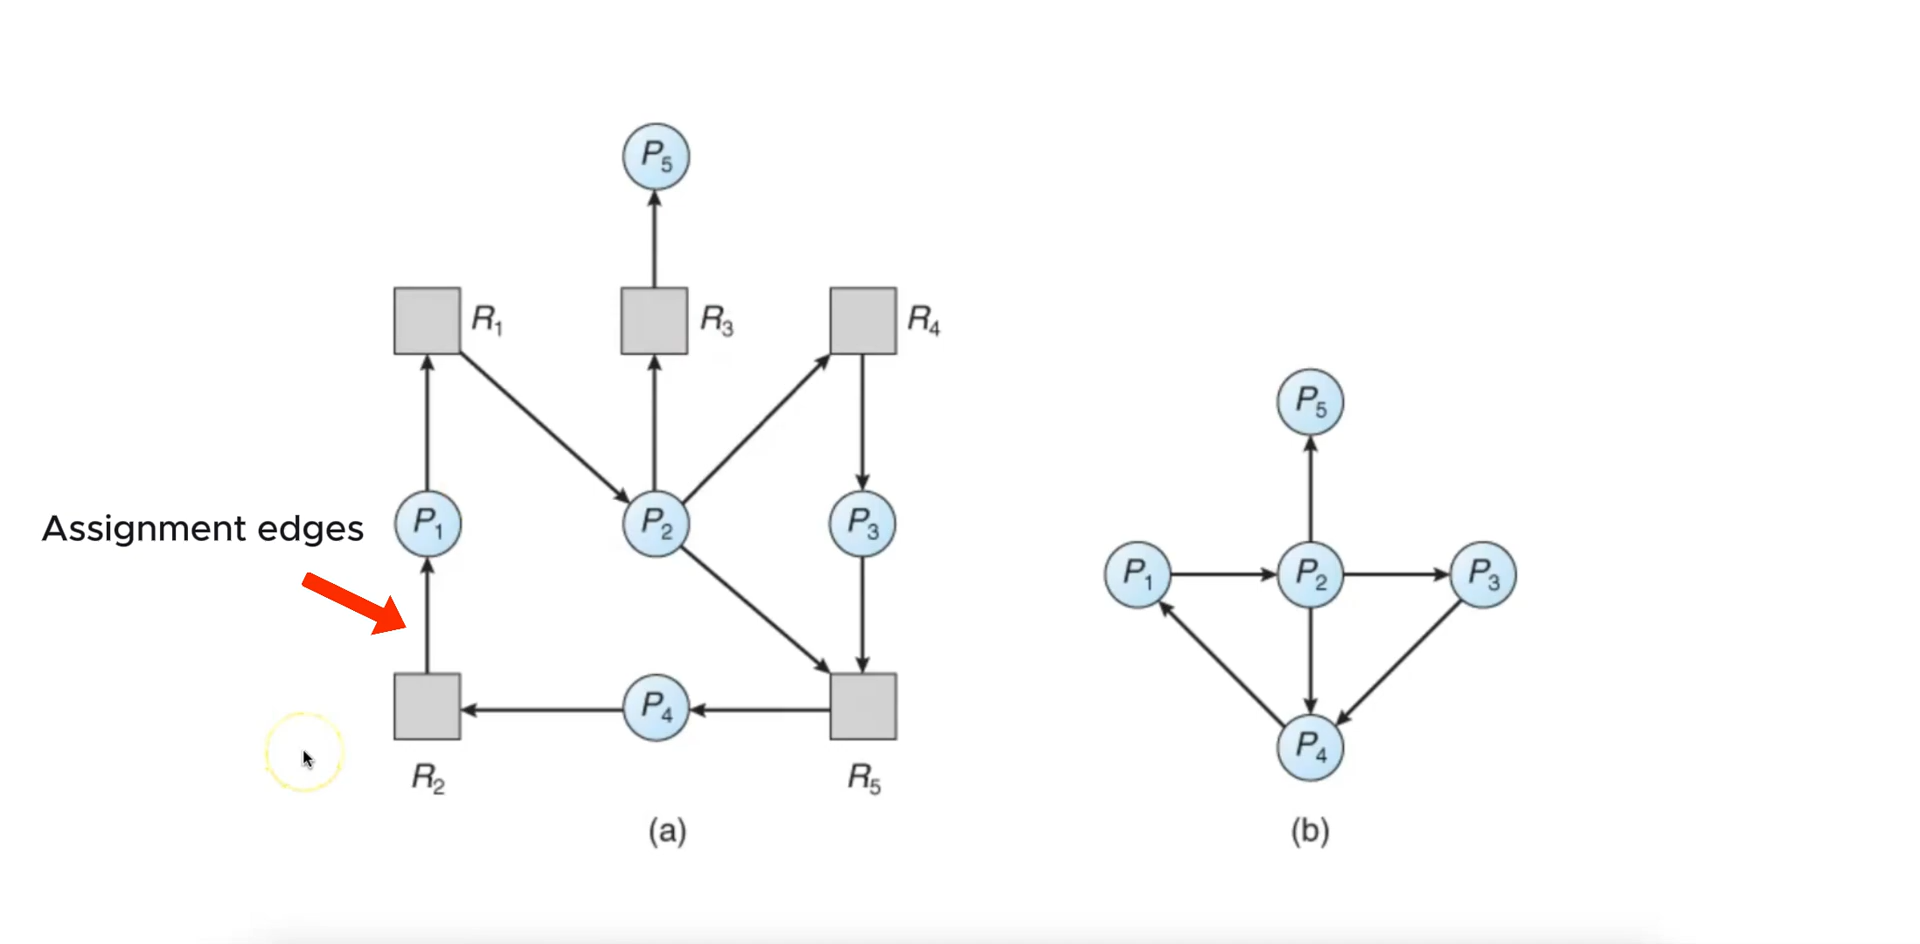 P5
R1
R3
R4
P5
Assignment edges
P1
P2
P3
P1
P2
P3
P4
P4
R2
R5
(a)
(b)